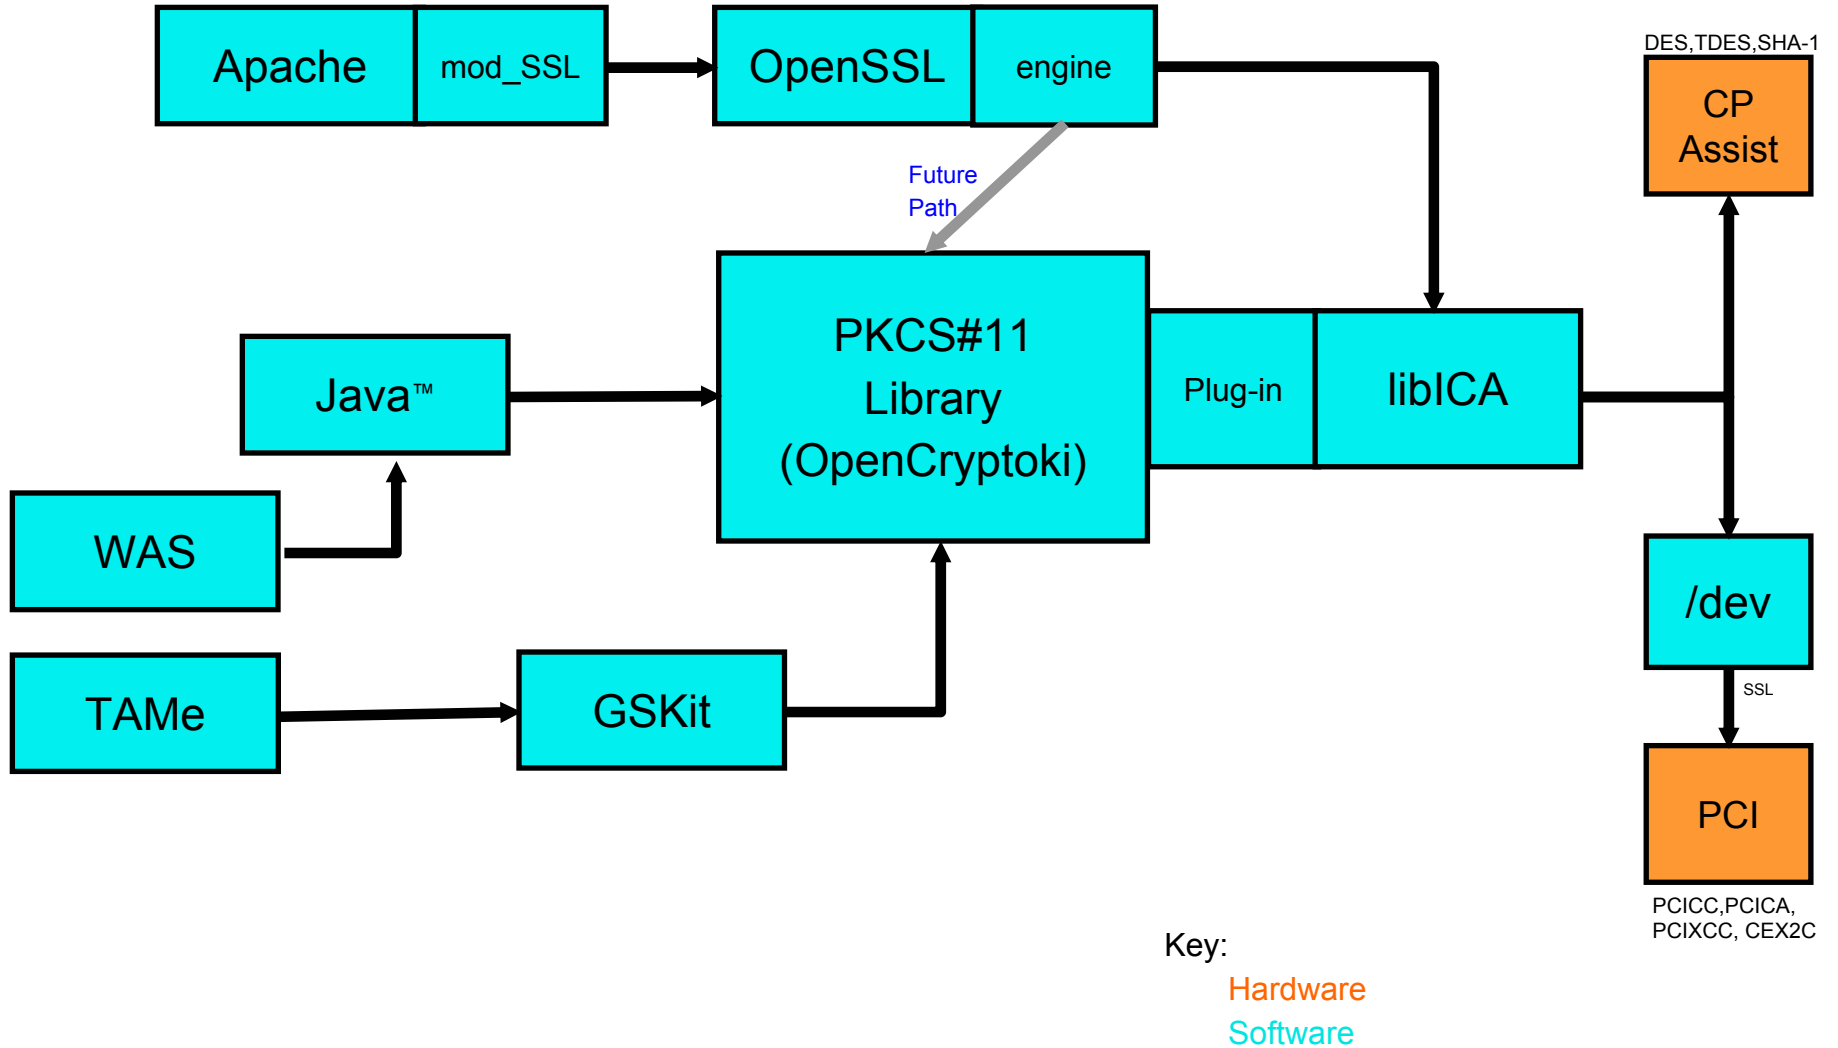 DES,TDES,SHA-1
Apache
mod_SSL
OpenSSL
engine
CP
Assist
Future
Path
PKCS#11
Library
(OpenCryptoki)
Java™
Plug-in
libICA
WAS
/dev
TAMe
GSKit
SSL
PCI
PCICC,PCICA,
PCIXCC, CEX2C
Key:
Hardware
Software